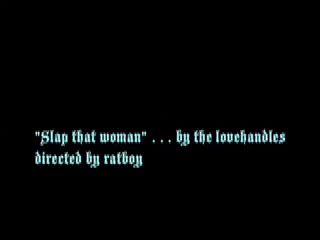 "Slap that woman" . . . by the lovehandles
directed by ratboy